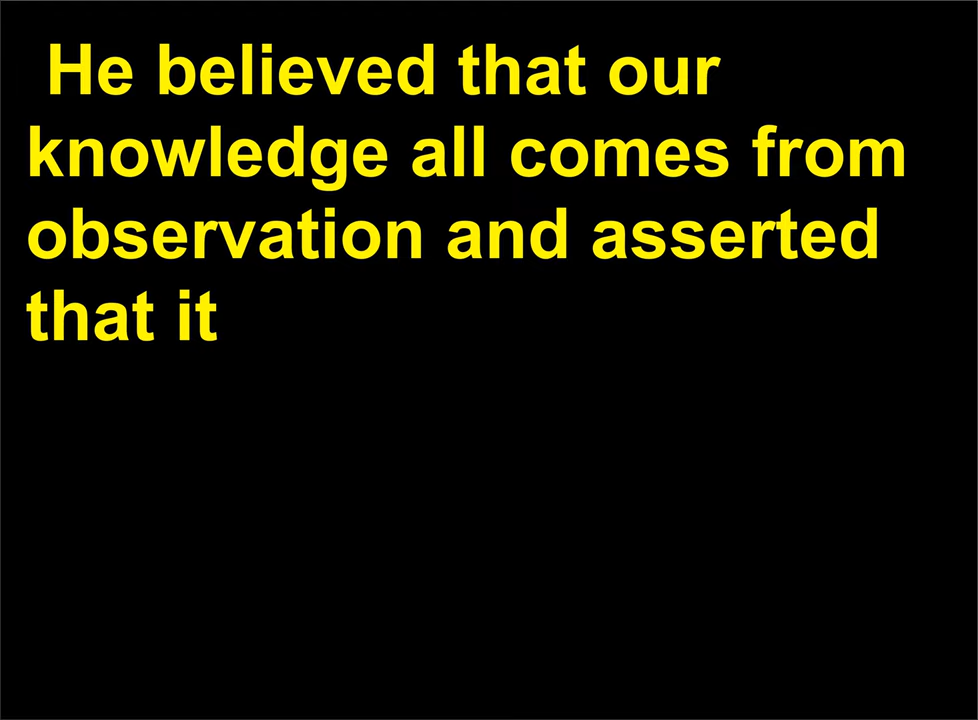 He believed that our
knowledge all comes from
observation and asserted
that it